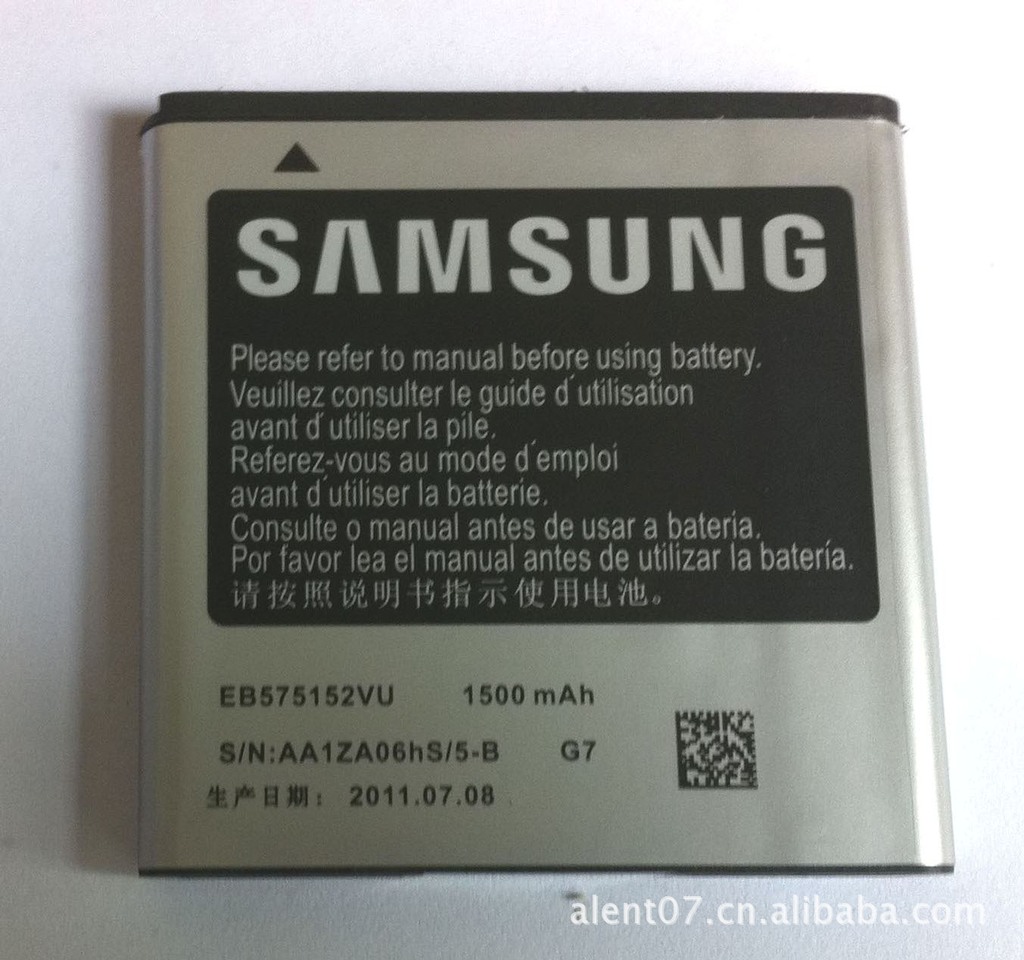 SAMSUNG
Please refer to manual before using battery.
Veuillez consulter le guide d'utilisation
avant d'utiliser la pile.
Referez-vous au mode d'emploi
avant d'utiliser la batterie.
Consulte o manual antes de usar a bateria.
Por favor lea el manual antes de utilizar la batería.
请按照说明书指示使用电池。
EB575152VU 1500 mAh
S/N:AA1ZA06hS/5-B G7
生产日期： 2011.07.08
alent07.cn.alibaba.com